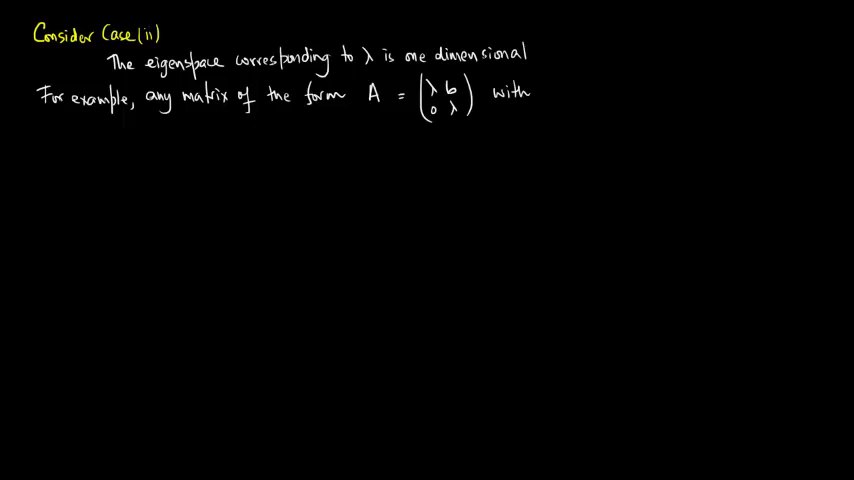 Consider Case(ii)
The eigenspace corresponding to λ is one dimensional
For example, any matrix of the form A = (λ b
0 λ) with